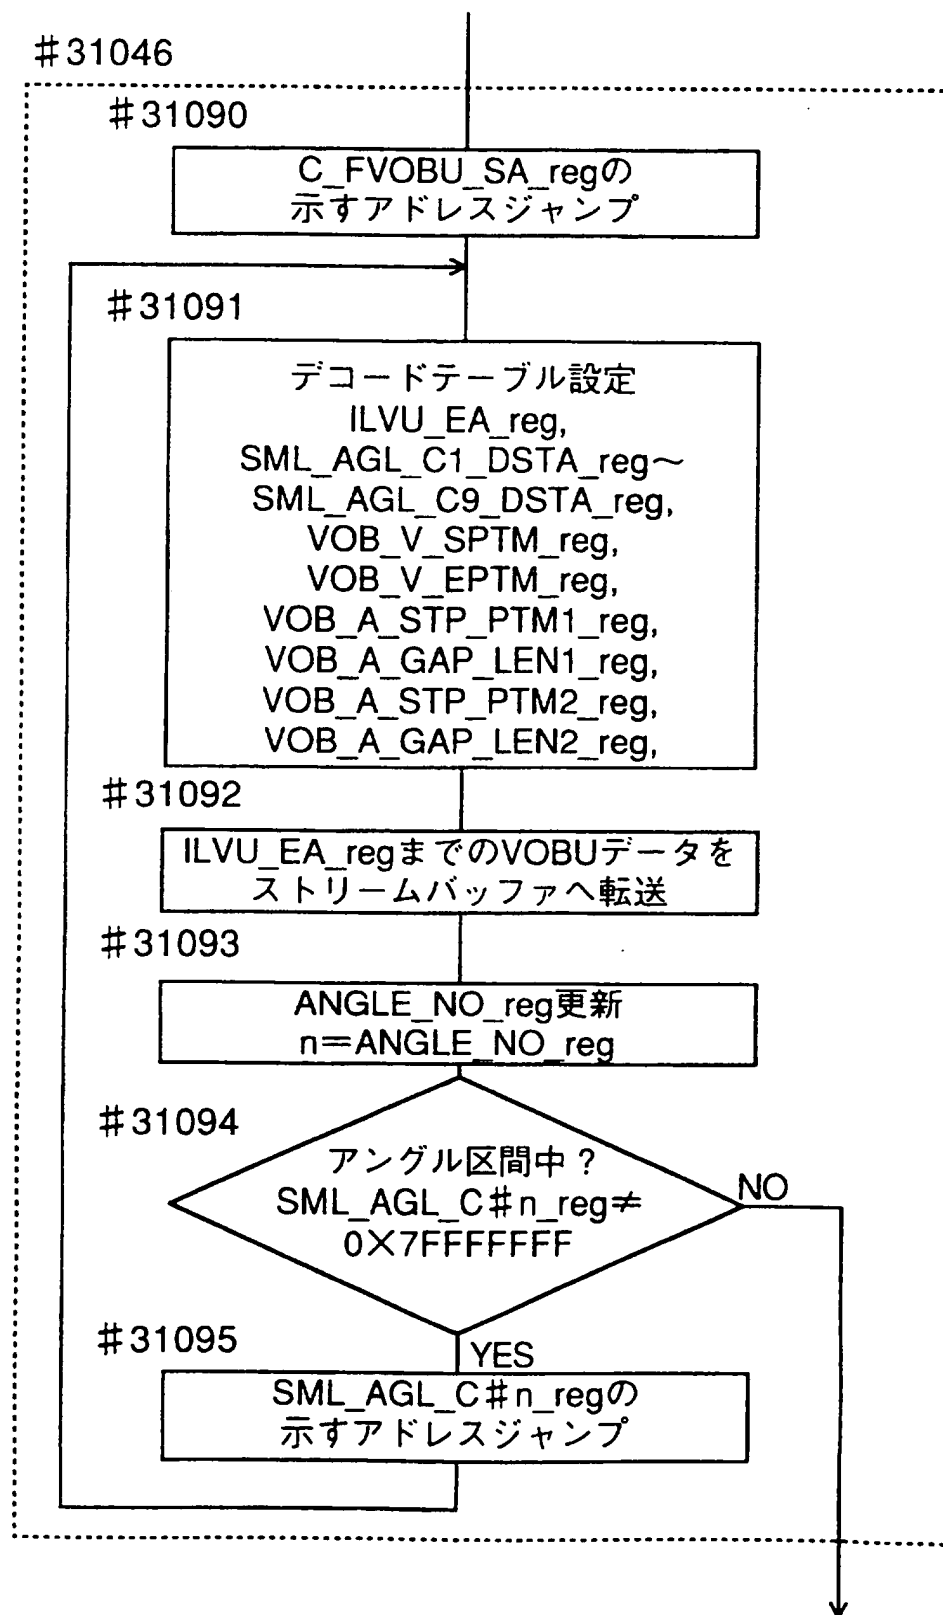 #31046
#31090
C_FVOBU_SA_regの
示すアドレスジャンプ
#31091
デコードテーブル設定
ILVU_EA_reg,
SML_AGL_C1_DSTA_reg～
SML_AGL_C9_DSTA_reg,
VOB_V_SPTM_reg,
VOB_V_EPTM_reg,
VOB_A_STP_PTM1_reg,
VOB_A_GAP_LEN1_reg,
VOB_A_STP_PTM2_reg,
VOB_A_GAP_LEN2_reg,
#31092
ILVU_EA_regまでのVOBUデータを
ストリームバッファへ転送
#31093
ANGLE_NO_reg更新
n=ANGLE_NO_reg
#31094
アングル区間中？
SML_AGL_C#n_reg≠
0×7FFFFFFF
NO
#31095
YES
SML_AGL_C#n_regの
示すアドレスジャンプ